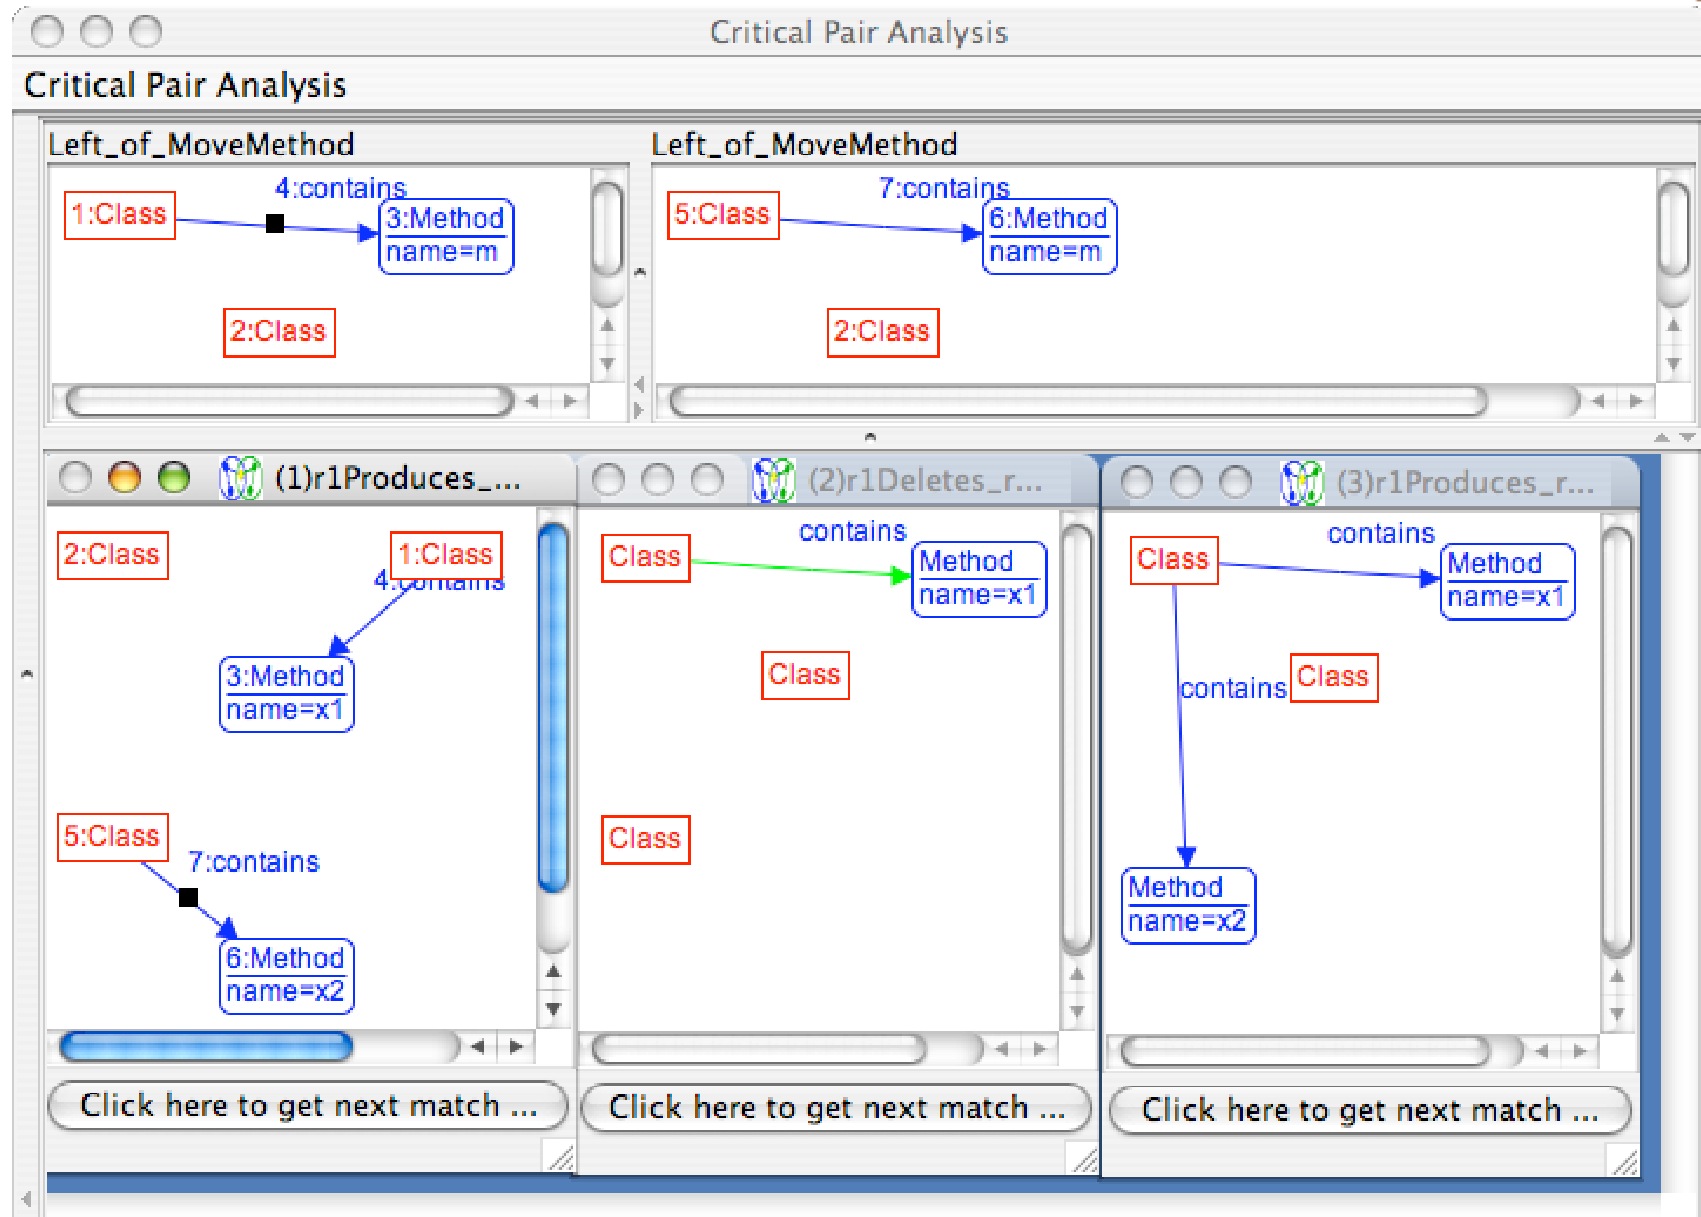 Critical Pair Analysis
Critical Pair Analysis
Left_of_MoveMethod
4:contains
1:Class
3:Method
name=m
2:Class
Left_of_MoveMethod
7:contains
5:Class
6:Method
name=m
2:Class
(1)r1Produces_...
2:Class
1:Class
4:contains
3:Method
name=x1
5:Class
7:contains
6:Method
name=x2
Click here to get next match ...
(2)r1Deletes_r...
contains
Class
Method
name=x1
Class
Class
Click here to get next match ...
(3)r1Produces_r...
contains
Class
Method
name=x1
Class
contains
Method
name=x2
Click here to get next match ...